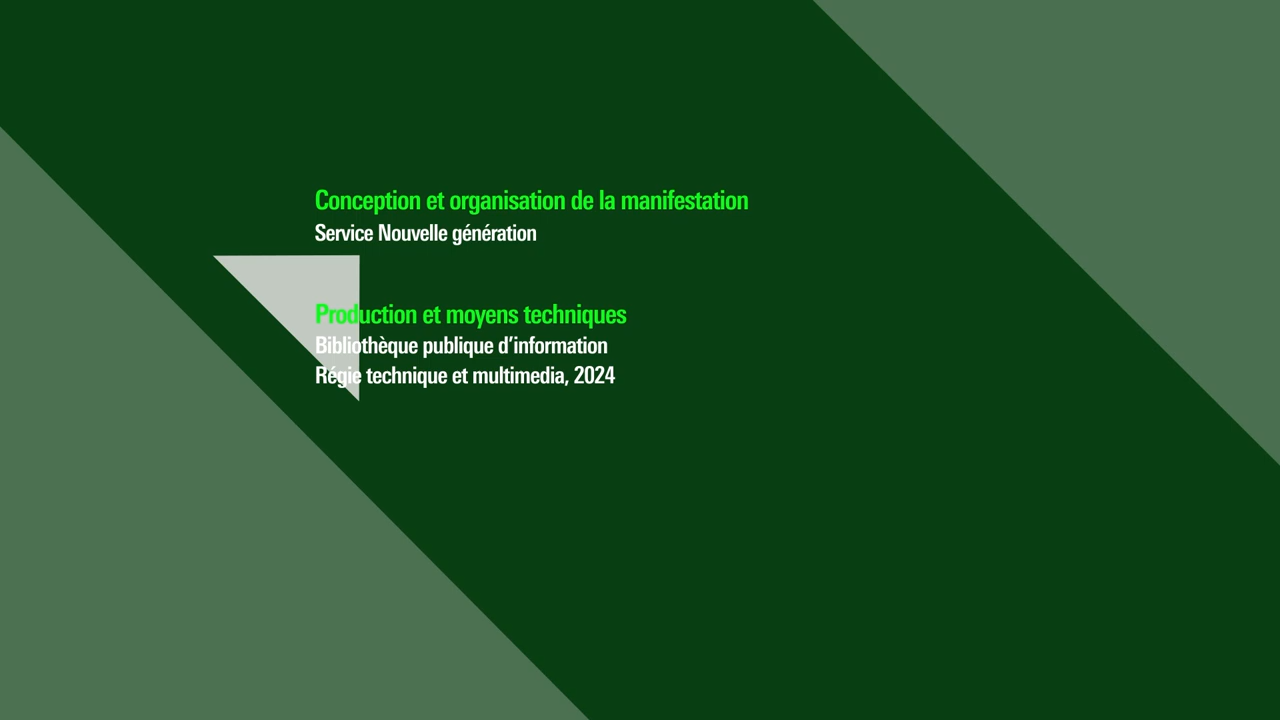 Conception et organisation de la manifestation
Service Nouvelle génération
Production et moyens techniques
Bibliothèque publique d’information
Régie technique et multimedia, 2024